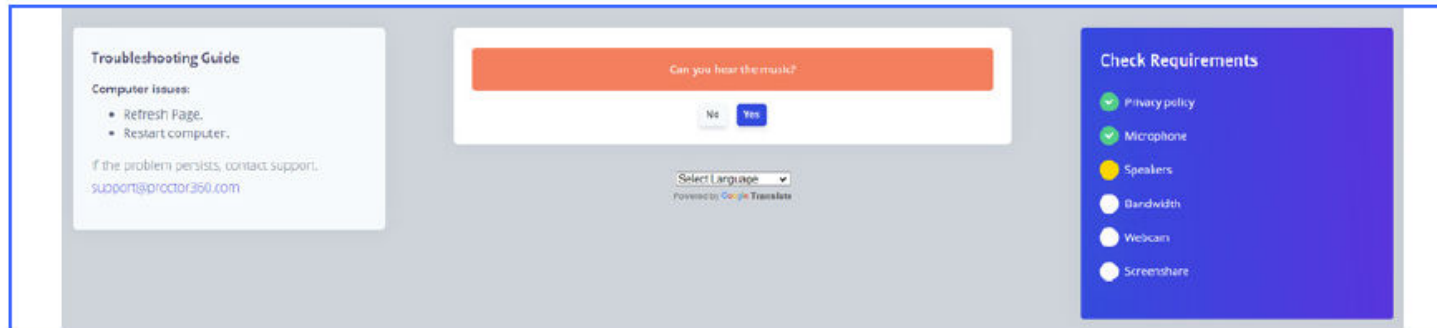 Troubleshooting Guide
Computer issues:
Refresh Page.
Restart computer.
If the problem persists, contact support.
support@proctor360.com
Can you hear the music?
No Yes
Select Language
Powered by Google Translate
Check Requirements
Privacy policy
Microphone
Speakers
Bandwidth
Webcam
Screenshare